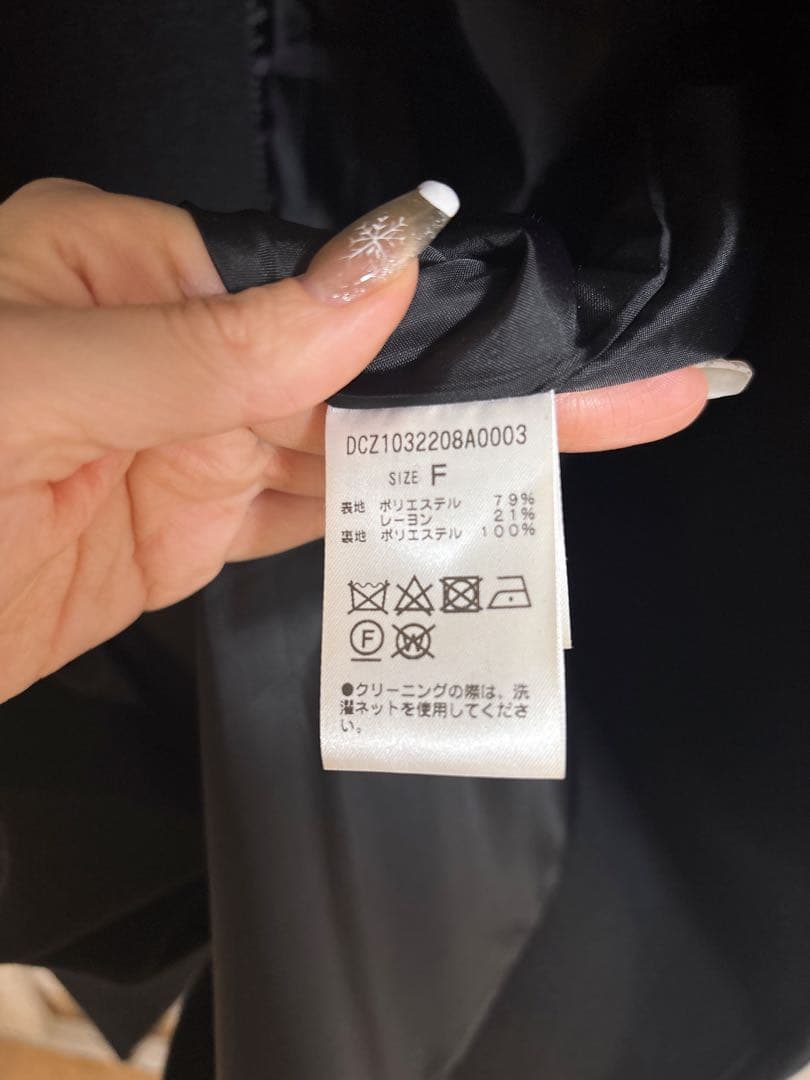 DCZ1032208A0003
SIZE F
表地 ポリエステル 79%
レーヨン 21%
裏地 ポリエステル 100%
F
W
●クリーニングの際は、洗
濯ネットを使用してくださ
い。